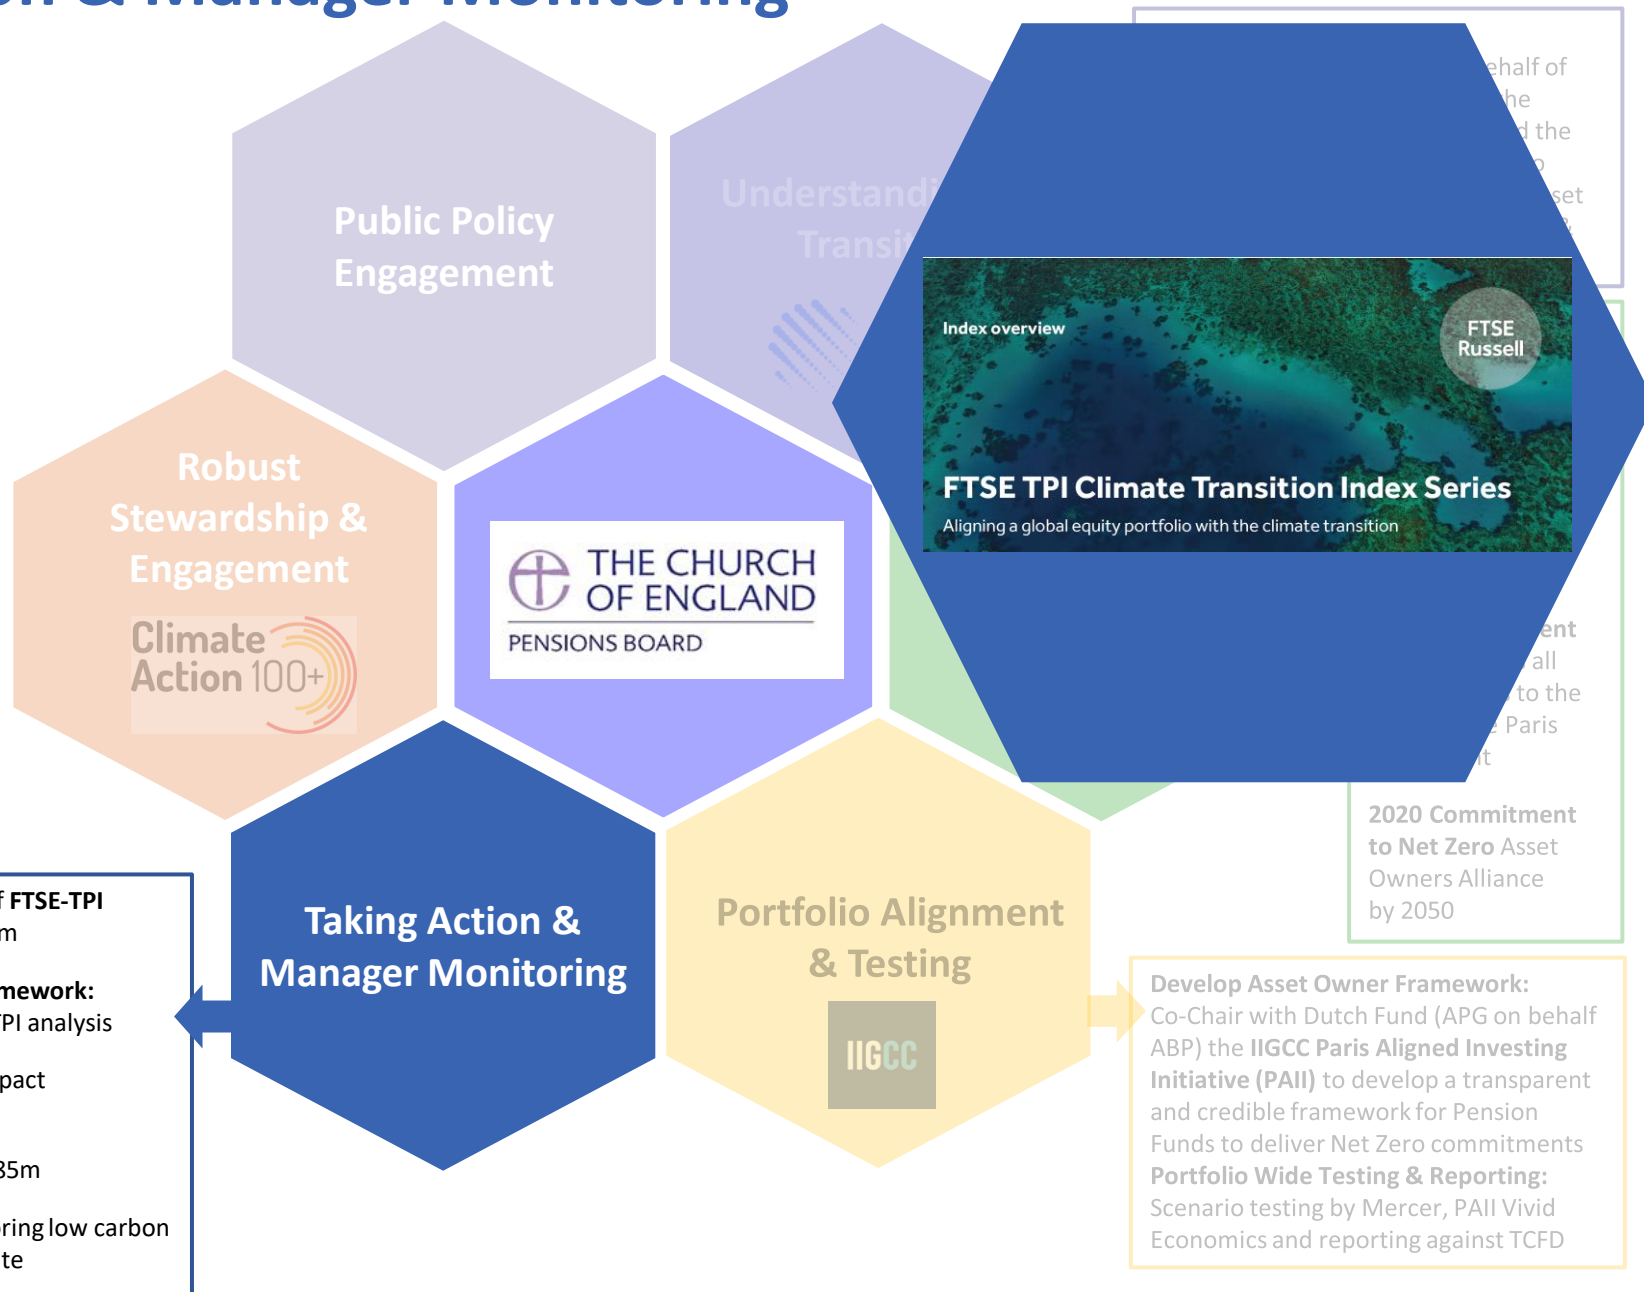 & Manager Monitoring
ehalf of
the
Public Policy
Engagement
Understandi
Transit
Index overview
FTSE
Russell
FTSE TPI Climate Transition Index Series
Aligning a global equity portfolio with the climate transition
Robust
Stewardship &
Engagement
Climate
Action 100+
THE CHURCH
OF ENGLAND
PENSIONS BOARD
all
to the
Paris
2020 Commitment
to Net Zero Asset
Owners Alliance
by 2050
FTSE-TPI
mework:
TPI analysis
pact
35m
oring low carbon
te
Taking Action &
Manager Monitoring
Portfolio Alignment
& Testing
IIGCC
Develop Asset Owner Framework:
Co-Chair with Dutch Fund (APG on behalf
ABP) the IIGCC Paris Aligned Investing
Initiative (PAII) to develop a transparent
and credible framework for Pension
Funds to deliver Net Zero commitments
Portfolio Wide Testing & Reporting:
Scenario testing by Mercer, PAII Vivid
Economics and reporting against TCFD